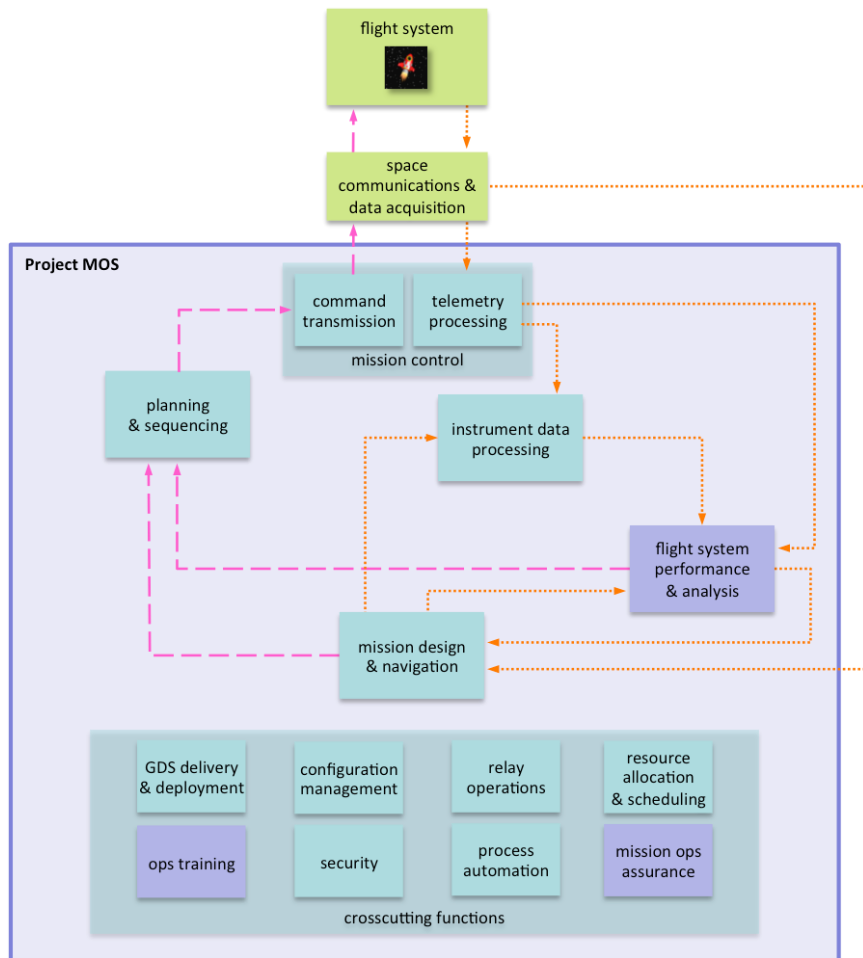 flight system
space
communications &
data acquisition
Project MOS
command
transmission
telemetry
processing
mission control
planning
& sequencing
instrument data
processing
flight system
performance
& analysis
mission design
& navigation
GDS delivery
& deployment
configuration
management
relay
operations
resource
allocation
& scheduling
ops training
security
process
automation
mission ops
assurance
crosscutting functions